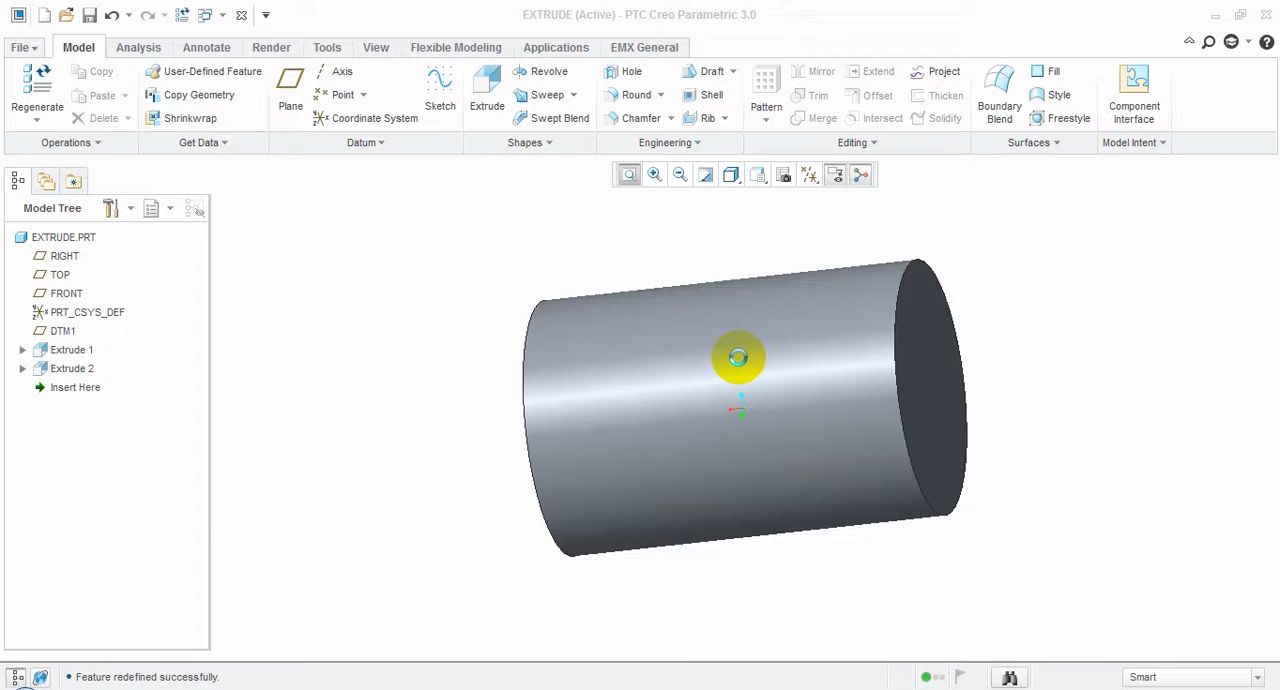 EXTRUDE (Active) - PTC Creo Parametric 3.0
File Model Analysis Annotate Render Tools View Flexible Modeling Applications EMX General
Copy User-Defined Feature Axis Revolve Hole Draft Mirror Extend Project Fill
Paste Copy Geometry Point Sweep Round Shell Trim Offset Thicken Style
Regenerate Plane Sketch Extrude Pattern Boundary Blend Component Interface
Delete Shrinkwrap Coordinate System Swept Blend Chamfer Rib Merge Intersect Solidify Freestyle
Operations Get Data Datum Shapes Engineering Editing Surfaces Model Intent
Model Tree
EXTRUDE.PRT
RIGHT
TOP
FRONT
PRT_CSYS_DEF
DTM1
Extrude 1
Extrude 2
Insert Here
Feature redefined successfully.
Smart